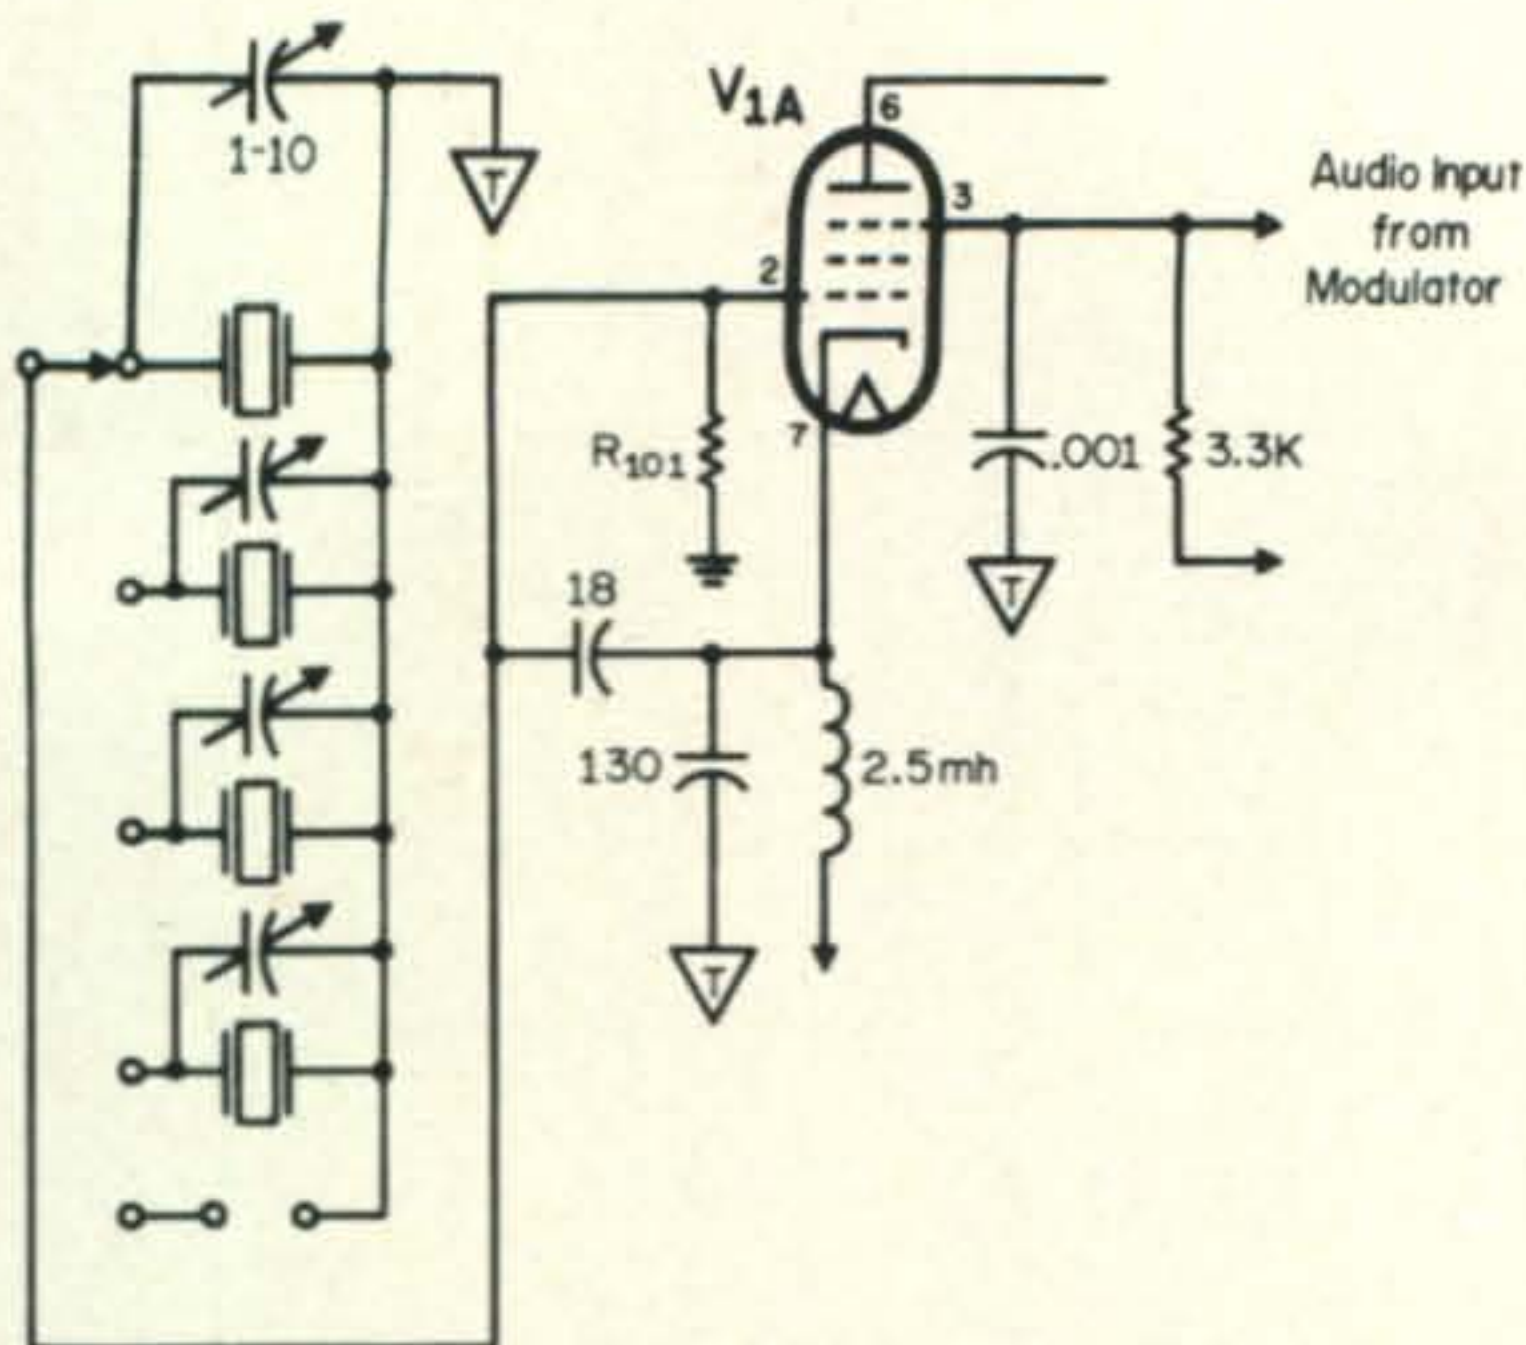 1-10
T
V1A
6
3
2
7
Audio Input
from
Modulator
R101
.001
3.3K
T
18
130
2.5mh
T